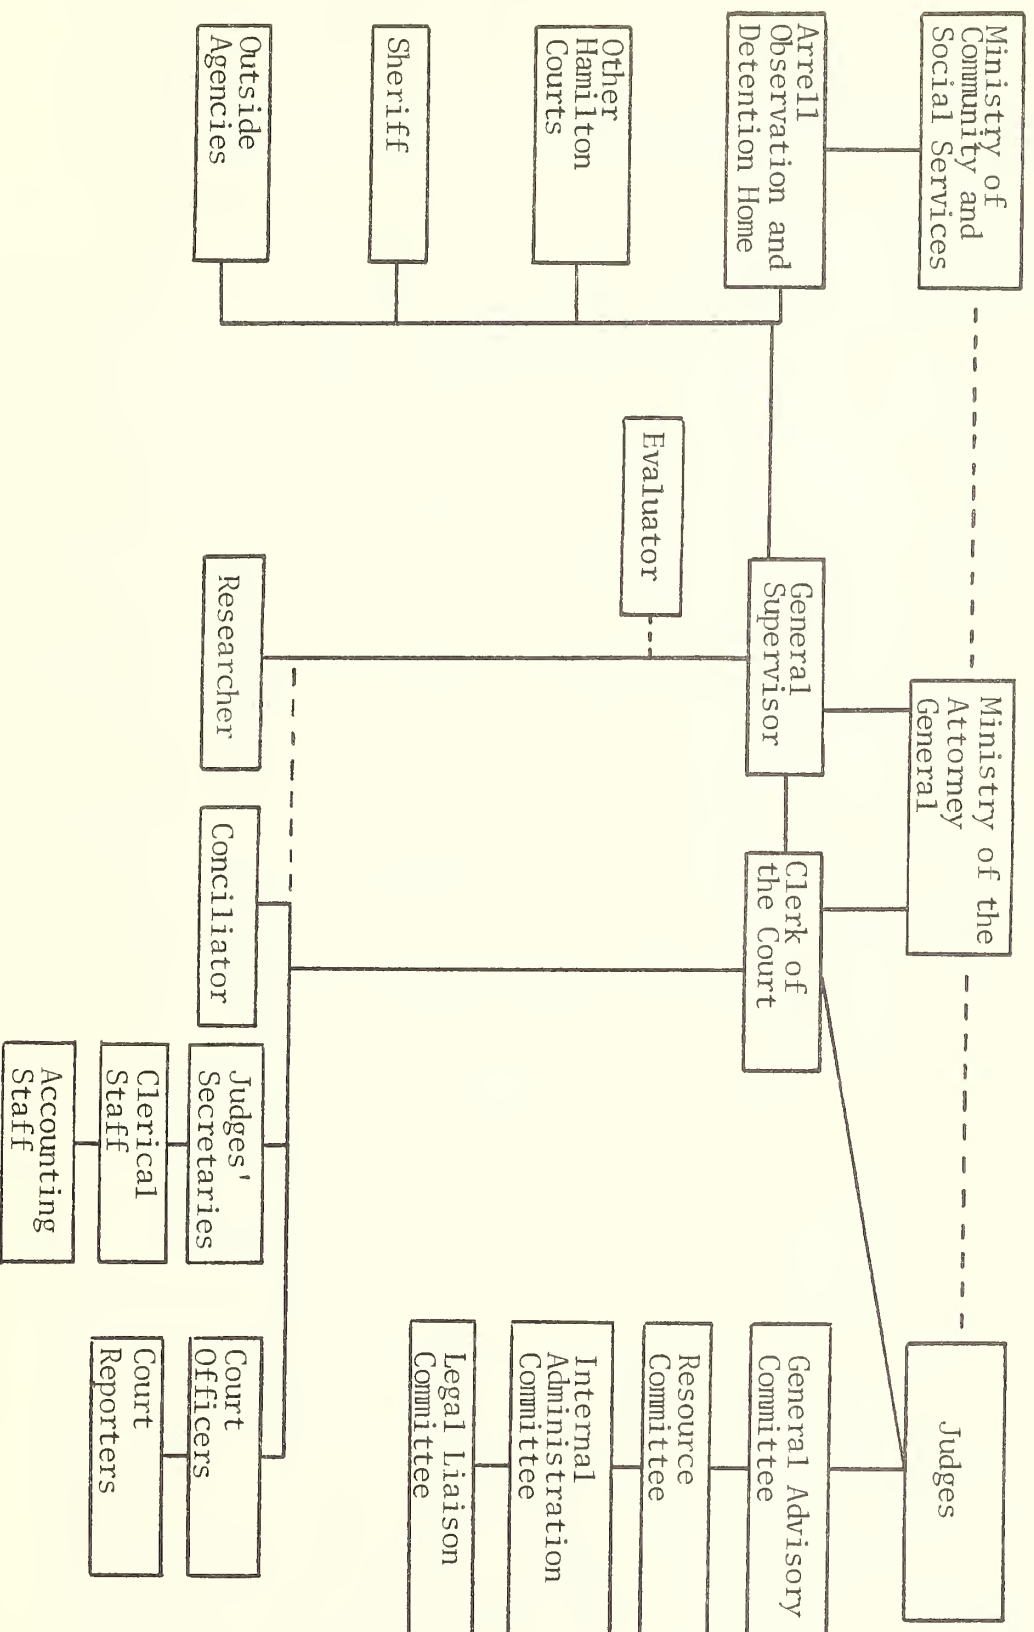 Ministry of
Community and
Social Services
Ministry of the
Attorney
General
Judges
Arrell
Observation and
Detention Home
General
Supervisor
Clerk of
the Court
General Advisory
Committee
Other
Hamilton
Courts
Evaluator
Resource
Committee
Sheriff
Internal
Administration
Committee
Outside
Agencies
Legal Liaison
Committee
Researcher
Conciliator
Judges'
Secretaries
Court
Officers
Clerical
Staff
Court
Reporters
Accounting
Staff